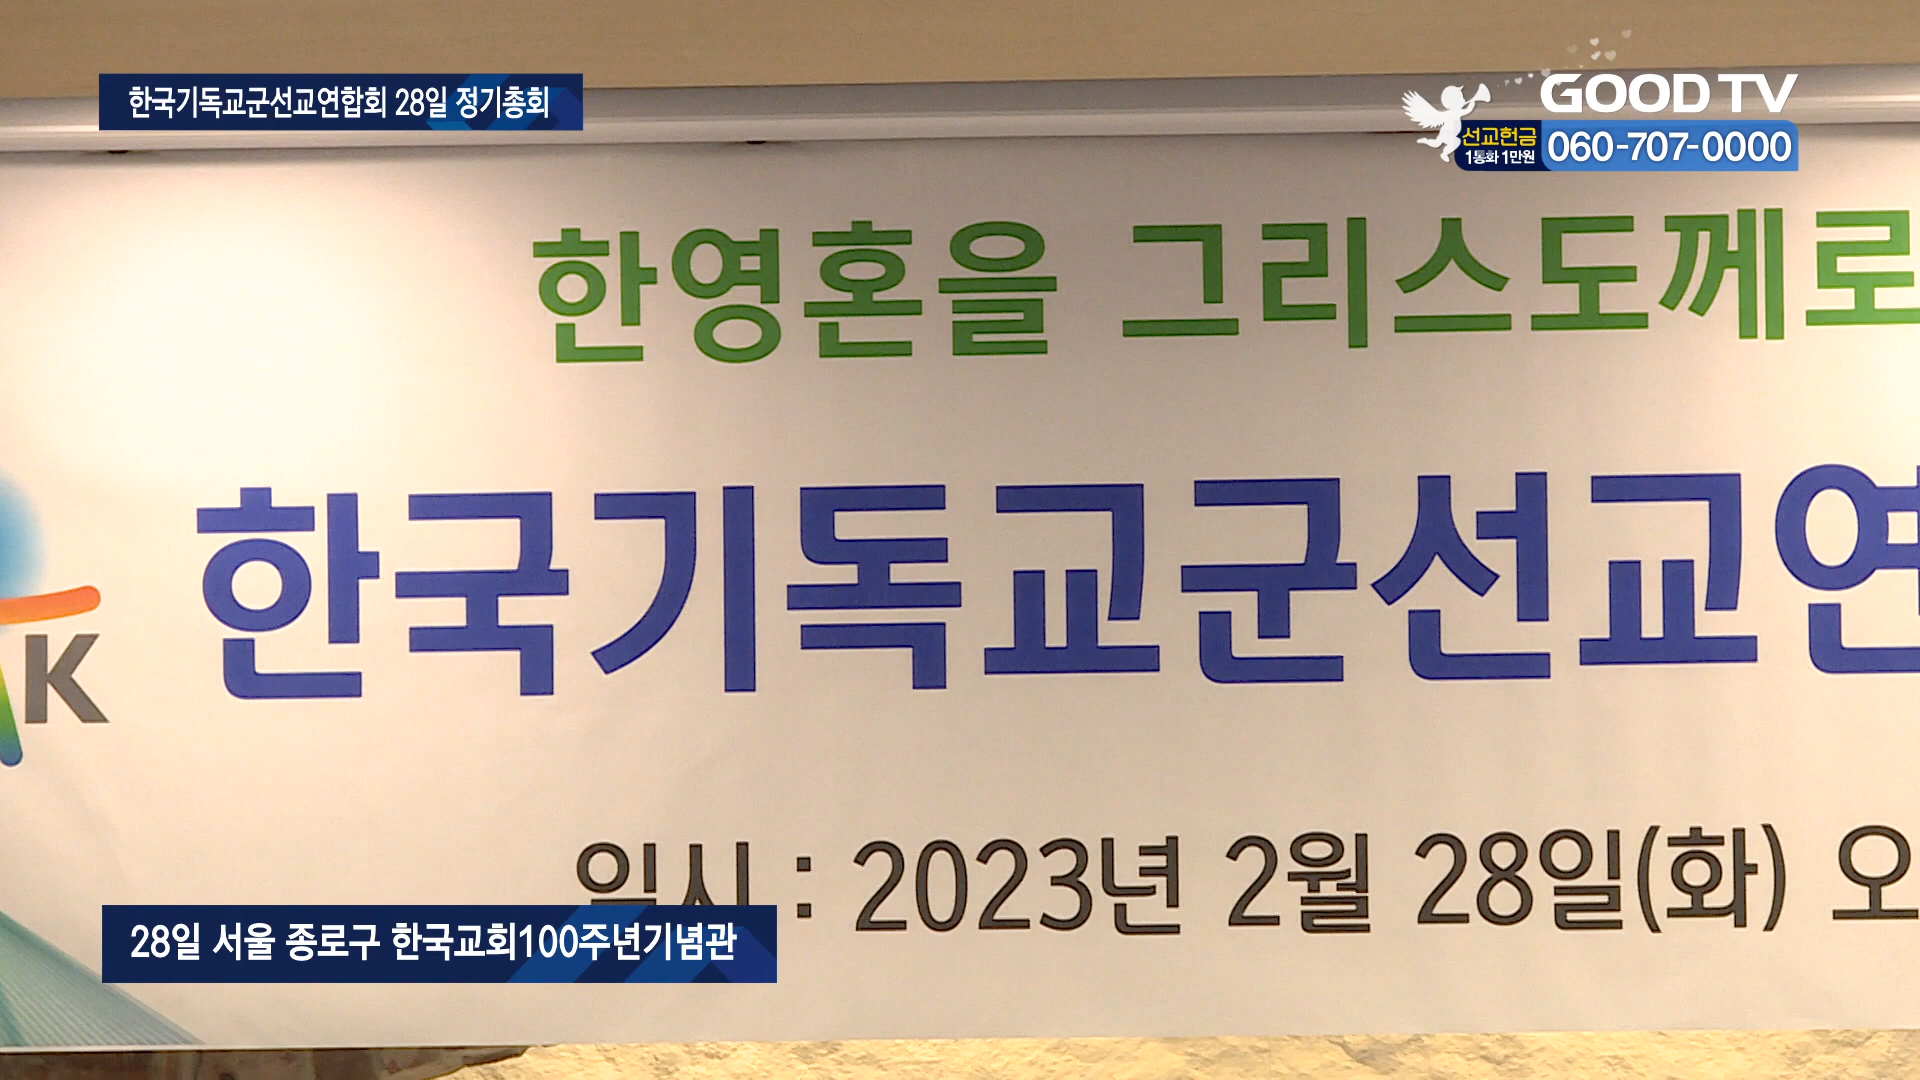 한국기독교군선교연합회 28일 정기총회
GOOD TV
선교헌금
1통화 1만원
060-707-0000
한영혼을 그리스도께로
한국기독교군선교연
K
일시 : 2023년 2월 28일(화) 오
28일 서울 종로구 한국교회100주년기념관